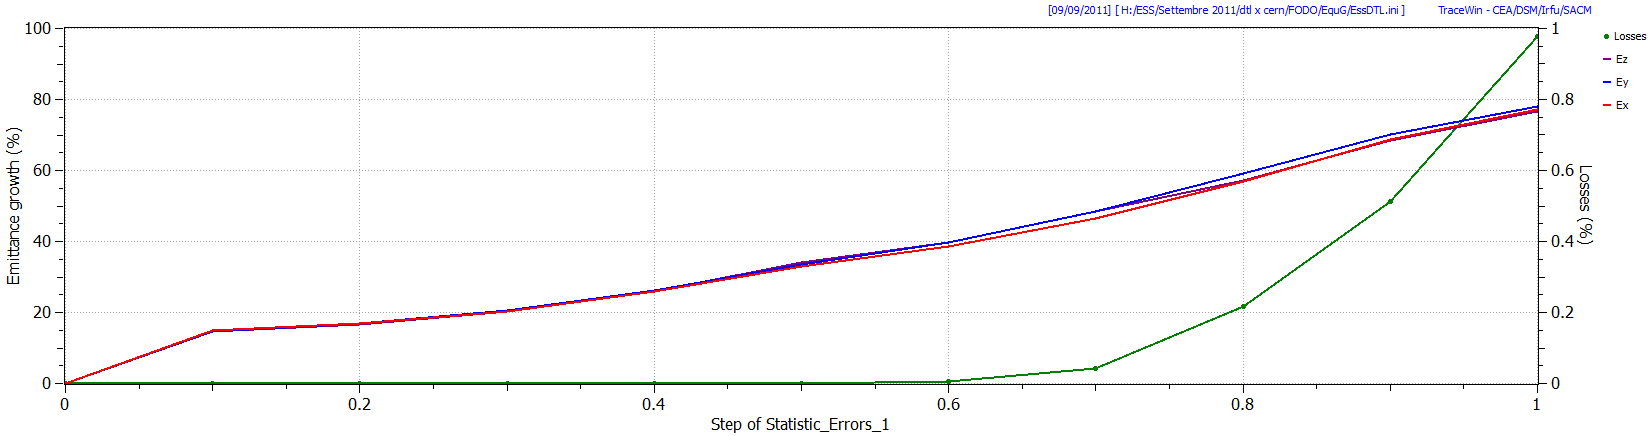 [09/09/2011] [ H:/ESS/Settembre 2011/dtl x cern/FODO/EquG/EssDTL.ini ] TraceWin - CEA/DSM/Irfu/SACM
100
80
60
40
20
0
Emittance growth (%)
0
0.2
0.4
0.6
0.8
1
Step of Statistic_Errors_1
1
0.8
0.6
0.4
0.2
0
Losses (%)
Losses
Ez
Ey
Ex